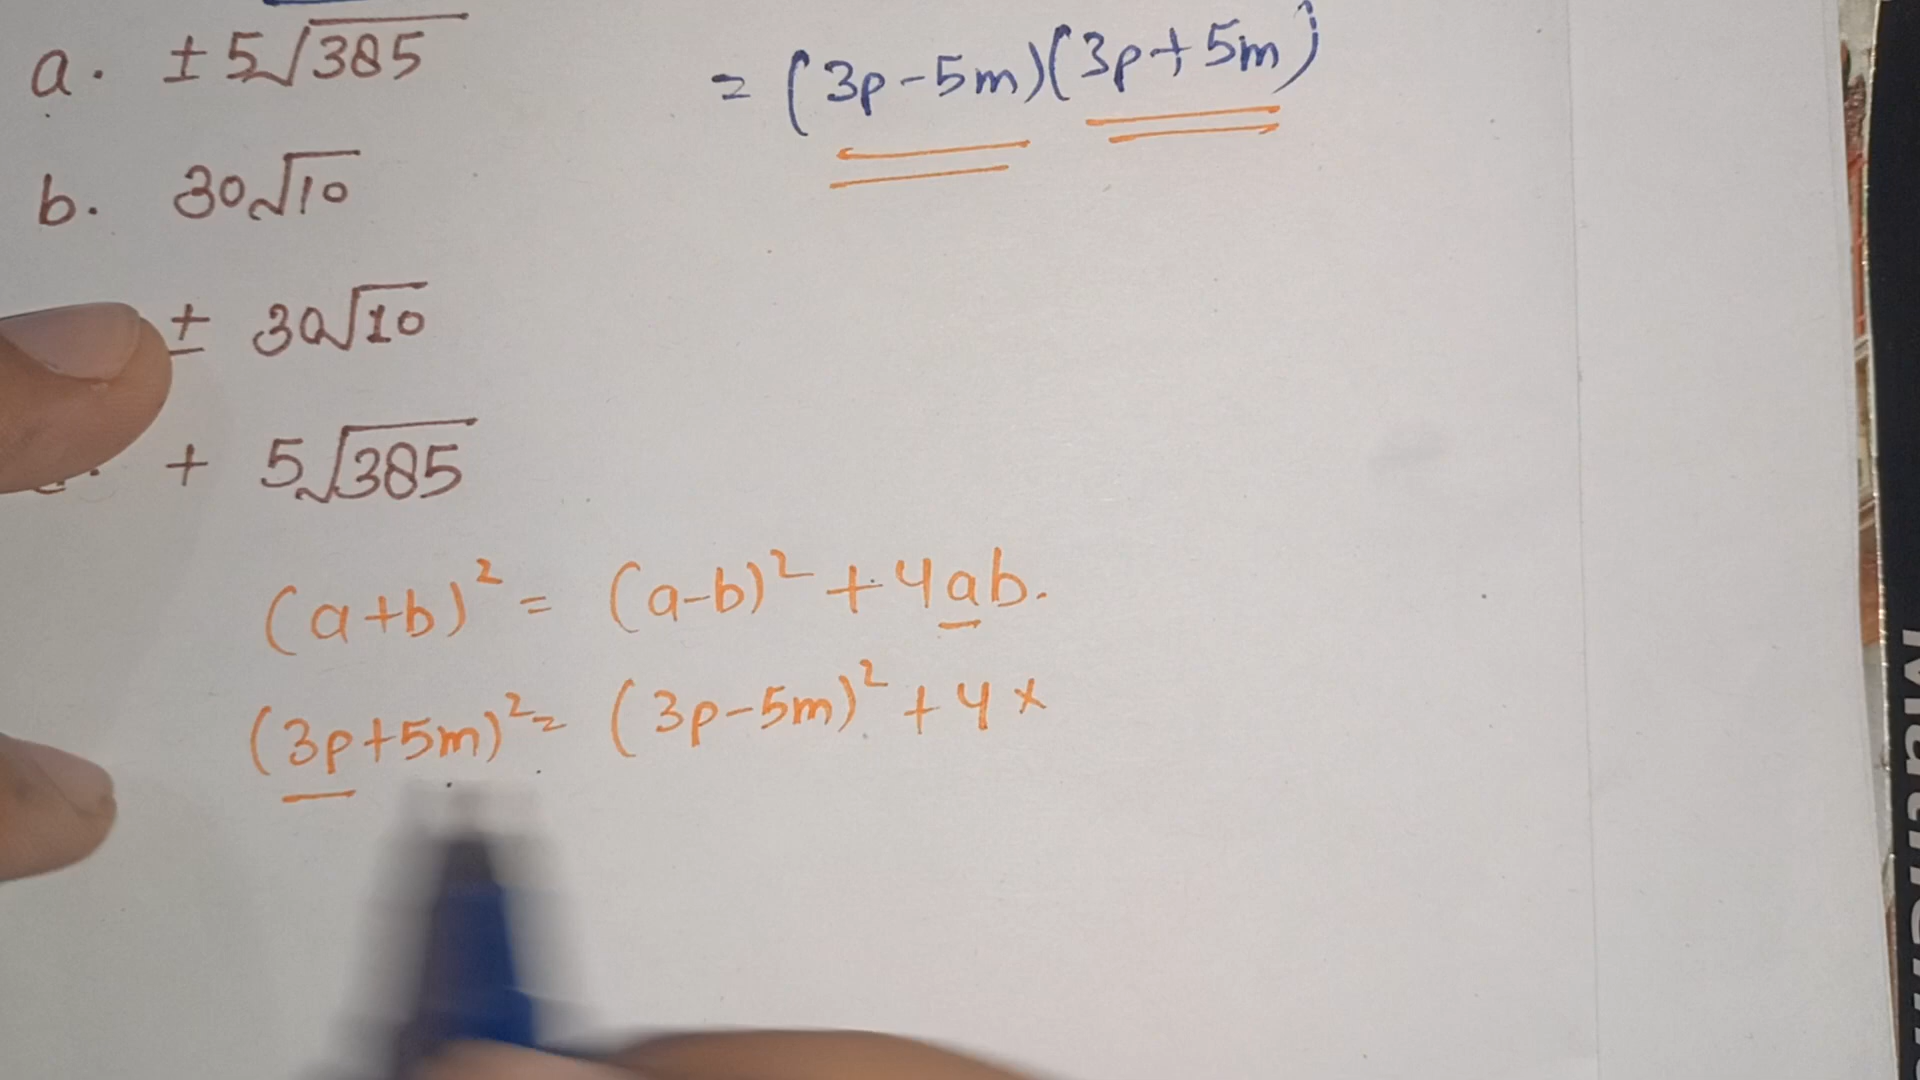 a. ±5√385
= (3p-5m)(3p+5m)
b. 30√10
± 30√10
+ 5√385
(a+b)² = (a-b)² + 4ab.
(3p+5m)² = (3p-5m)² + 4 ×